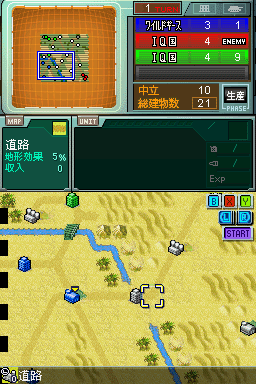 1
ワイルドギース 3 1
IQ国 4 ENEMY
IQ国 4 9
中立 10
総建物数 21
生産
-PHASE
MAP
UNIT
道路
地形効果 5%
収入 0
/
/
Exp
B X Y
L R
START
道路